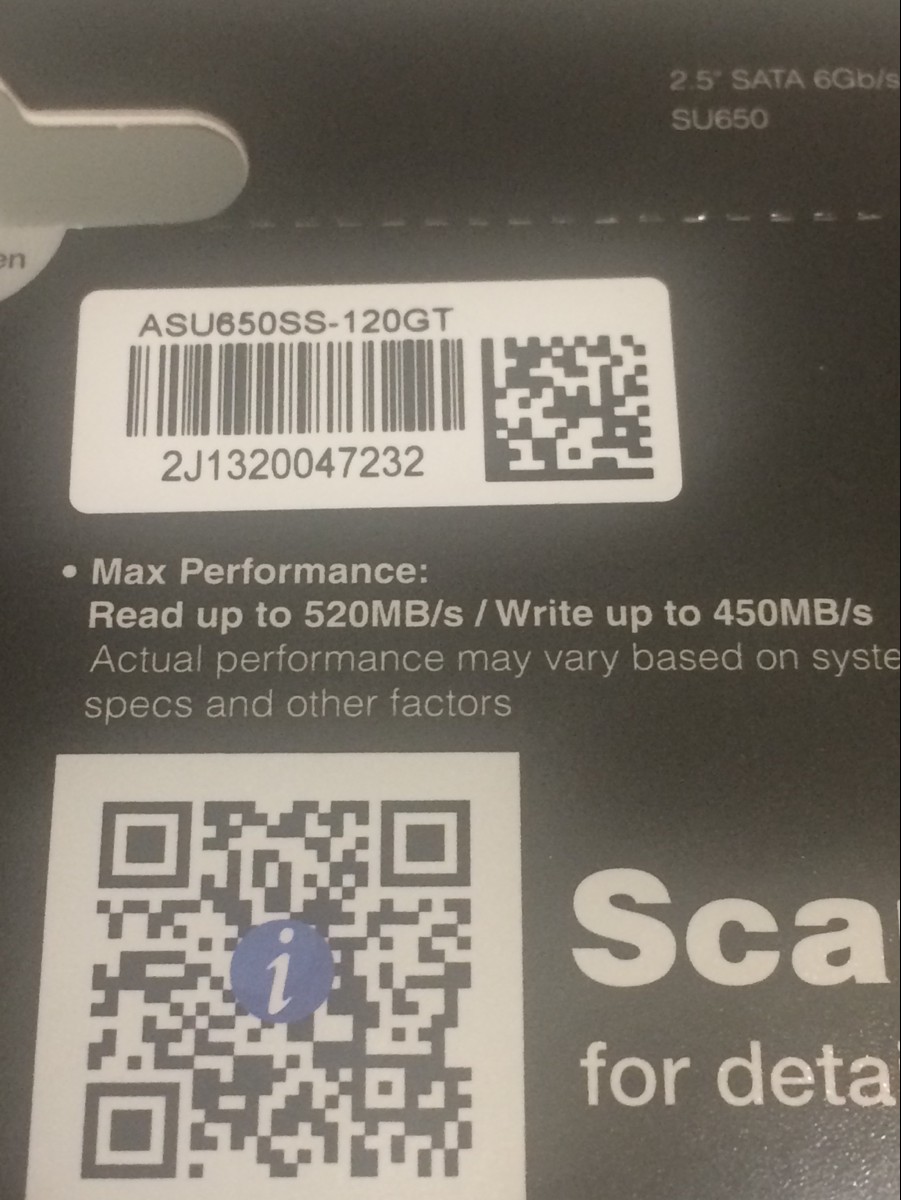 2.5" SATA 6Gb/s
SU650
en
ASU650SS-120GT
2J1320047232
• Max Performance:
Read up to 520MB/s / Write up to 450MB/s
Actual performance may vary based on syste
specs and other factors
i
Sca
for deta